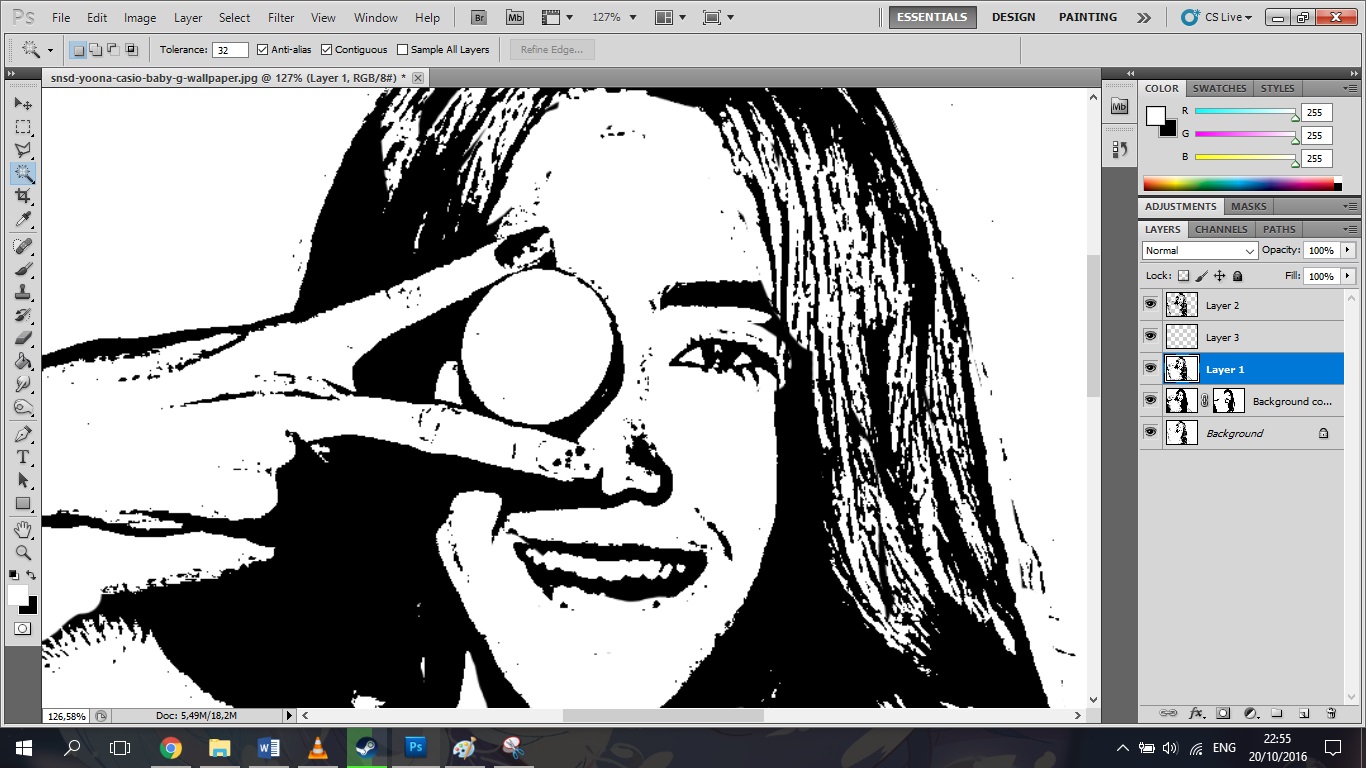 Ps File Edit Image Layer Select Filter View Window Help Br Mb 127% ESSENTIALS DESIGN PAINTING CS Live
Tolerance: 32 Anti-alias Contiguous Sample All Layers Refine Edge...
snsd-yoona-casio-baby-g-wallpaper.jpg @ 127% (Layer 1, RGB/8#) *
Mb
COLOR SWATCHES STYLES
R 255
G 255
B 255
ADJUSTMENTS MASKS
LAYERS CHANNELS PATHS
Normal Opacity: 100%
Lock: Fill: 100%
Layer 2
Layer 3
Layer 1
Background co...
Background
T
fx
126,58% Doc: 5,49M/18,2M
W Ps ENG 22:55
20/10/2016